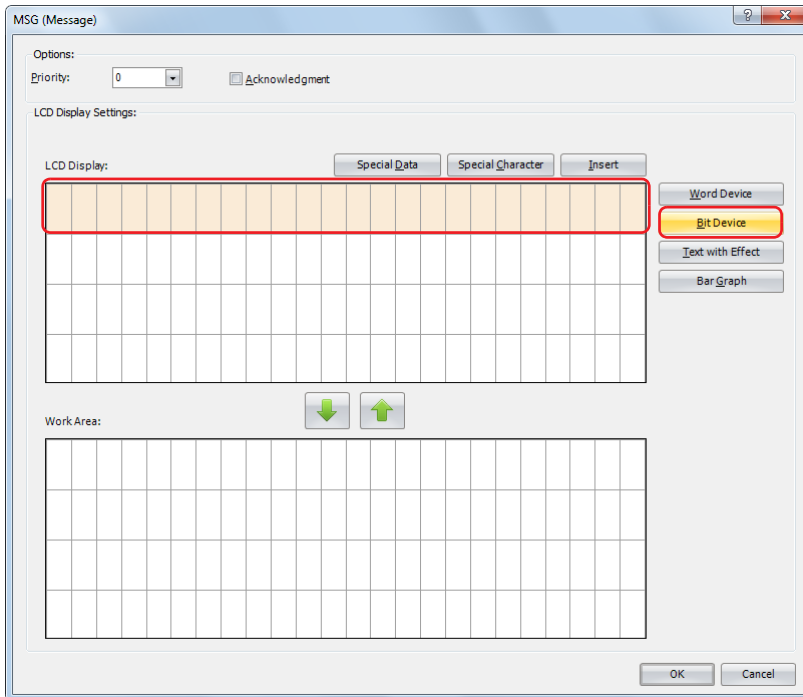 MSG (Message)
Options:
Priority: 0 Acknowledgment
LCD Display Settings:
LCD Display: Special Data Special Character Insert
Word Device
Bit Device
Text with Effect
Bar Graph
Work Area:
OK Cancel